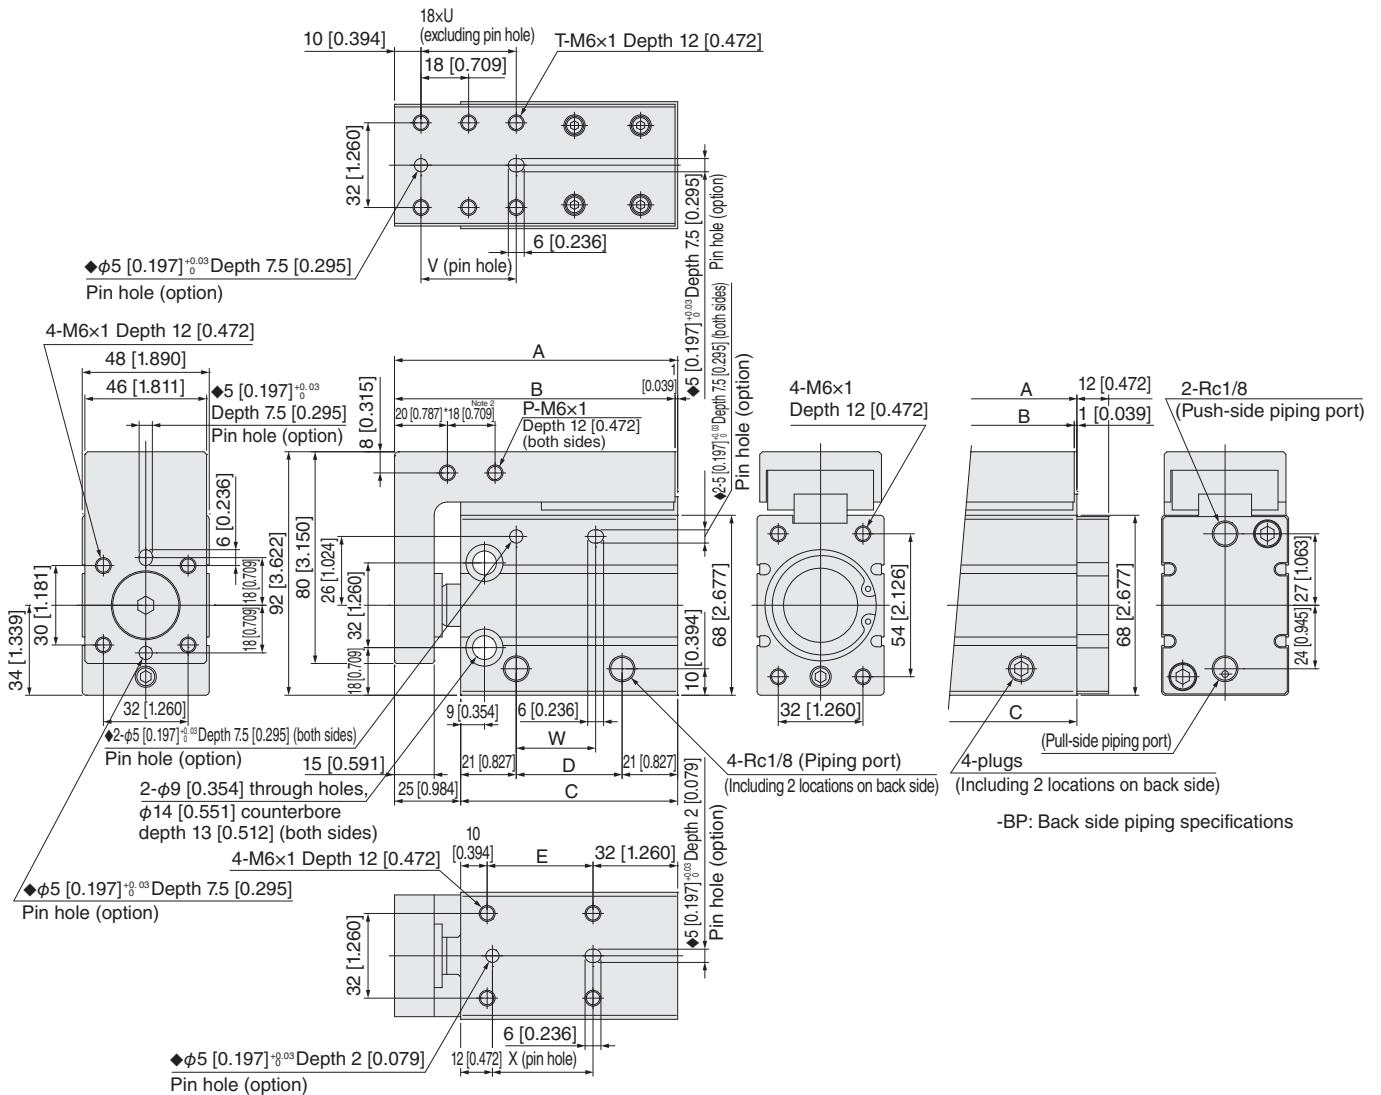 18×U
(excluding pin hole)
10 [0.394]
T-M6×1 Depth 12 [0.472]
18 [0.709]
32 [1.260]
6 [0.236]
V (pin hole)
◆φ5 [0.197]+0.03 0 Depth 7.5 [0.295]
Pin hole (option)
◆5 [0.197]+0.03 0 Depth 7.5 [0.295]
Pin hole (option)
◆2-5 [0.197]+0.03 0 Depth 7.5 [0.295] (both sides)
Pin hole (option)
4-M6×1 Depth 12 [0.472]
48 [1.890]
46 [1.811]
◆5 [0.197]+0.03 0
Depth 7.5 [0.295]
Pin hole (option)
6 [0.236]
18 [0.709]
18 [0.709]
30 [1.181]
34 [1.339]
32 [1.260]
A
1
[0.039]
B
Note 2
20 [0.787]
*18 [0.709]
P-M6×1
Depth 12 [0.472]
(both sides)
8 [0.315]
92 [3.622]
80 [3.150]
26 [1.024]
32 [1.260]
18 [0.709]
68 [2.677]
10 [0.394]
9 [0.354]
6 [0.236]
W
15 [0.591]
21 [0.827]
D
21 [0.827]
25 [0.984]
C
◆2-φ5 [0.197]+0.03 0 Depth 7.5 [0.295] (both sides)
Pin hole (option)
2-φ9 [0.354] through holes,
φ14 [0.551] counterbore
depth 13 [0.512] (both sides)
◆φ5 [0.197]+0.03 0 Depth 7.5 [0.295]
Pin hole (option)
4-Rc1/8 (Piping port)
(Including 2 locations on back side)
4-M6×1
Depth 12 [0.472]
54 [2.126]
32 [1.260]
A
12 [0.472]
B
1 [0.039]
68 [2.677]
C
4-plugs
(Including 2 locations on back side)
2-Rc1/8
(Push-side piping port)
27 [1.063]
24 [0.945]
(Pull-side piping port)
-BP: Back side piping specifications
4-M6×1 Depth 12 [0.472]
10
[0.394]
E
32 [1.260]
32 [1.260]
◆5 [0.197]+0.03 0 Depth 2 [0.079]
Pin hole (option)
6 [0.236]
12 [0.472]
X (pin hole)
◆φ5 [0.197]+0.03 0 Depth 2 [0.079]
Pin hole (option)